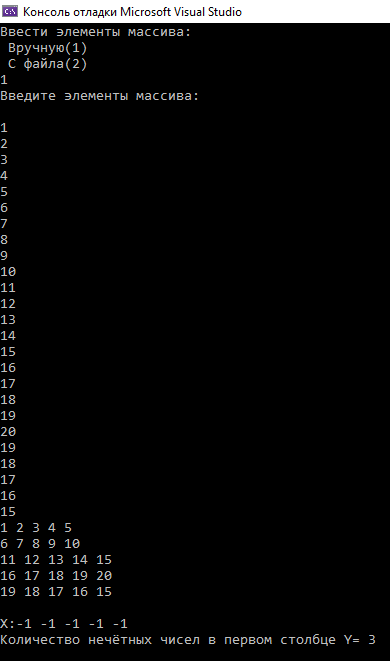 Консоль отладки Microsoft Visual Studio
Ввести элементы массива:
Вручную(1)
С файла(2)
1
Введите элементы массива:
1
2
3
4
5
6
7
8
9
10
11
12
13
14
15
16
17
18
19
20
19
18
17
16
15
1 2 3 4 5
6 7 8 9 10
11 12 13 14 15
16 17 18 19 20
19 18 17 16 15
X:-1 -1 -1 -1 -1
Количество нечётных чисел в первом столбце Y= 3